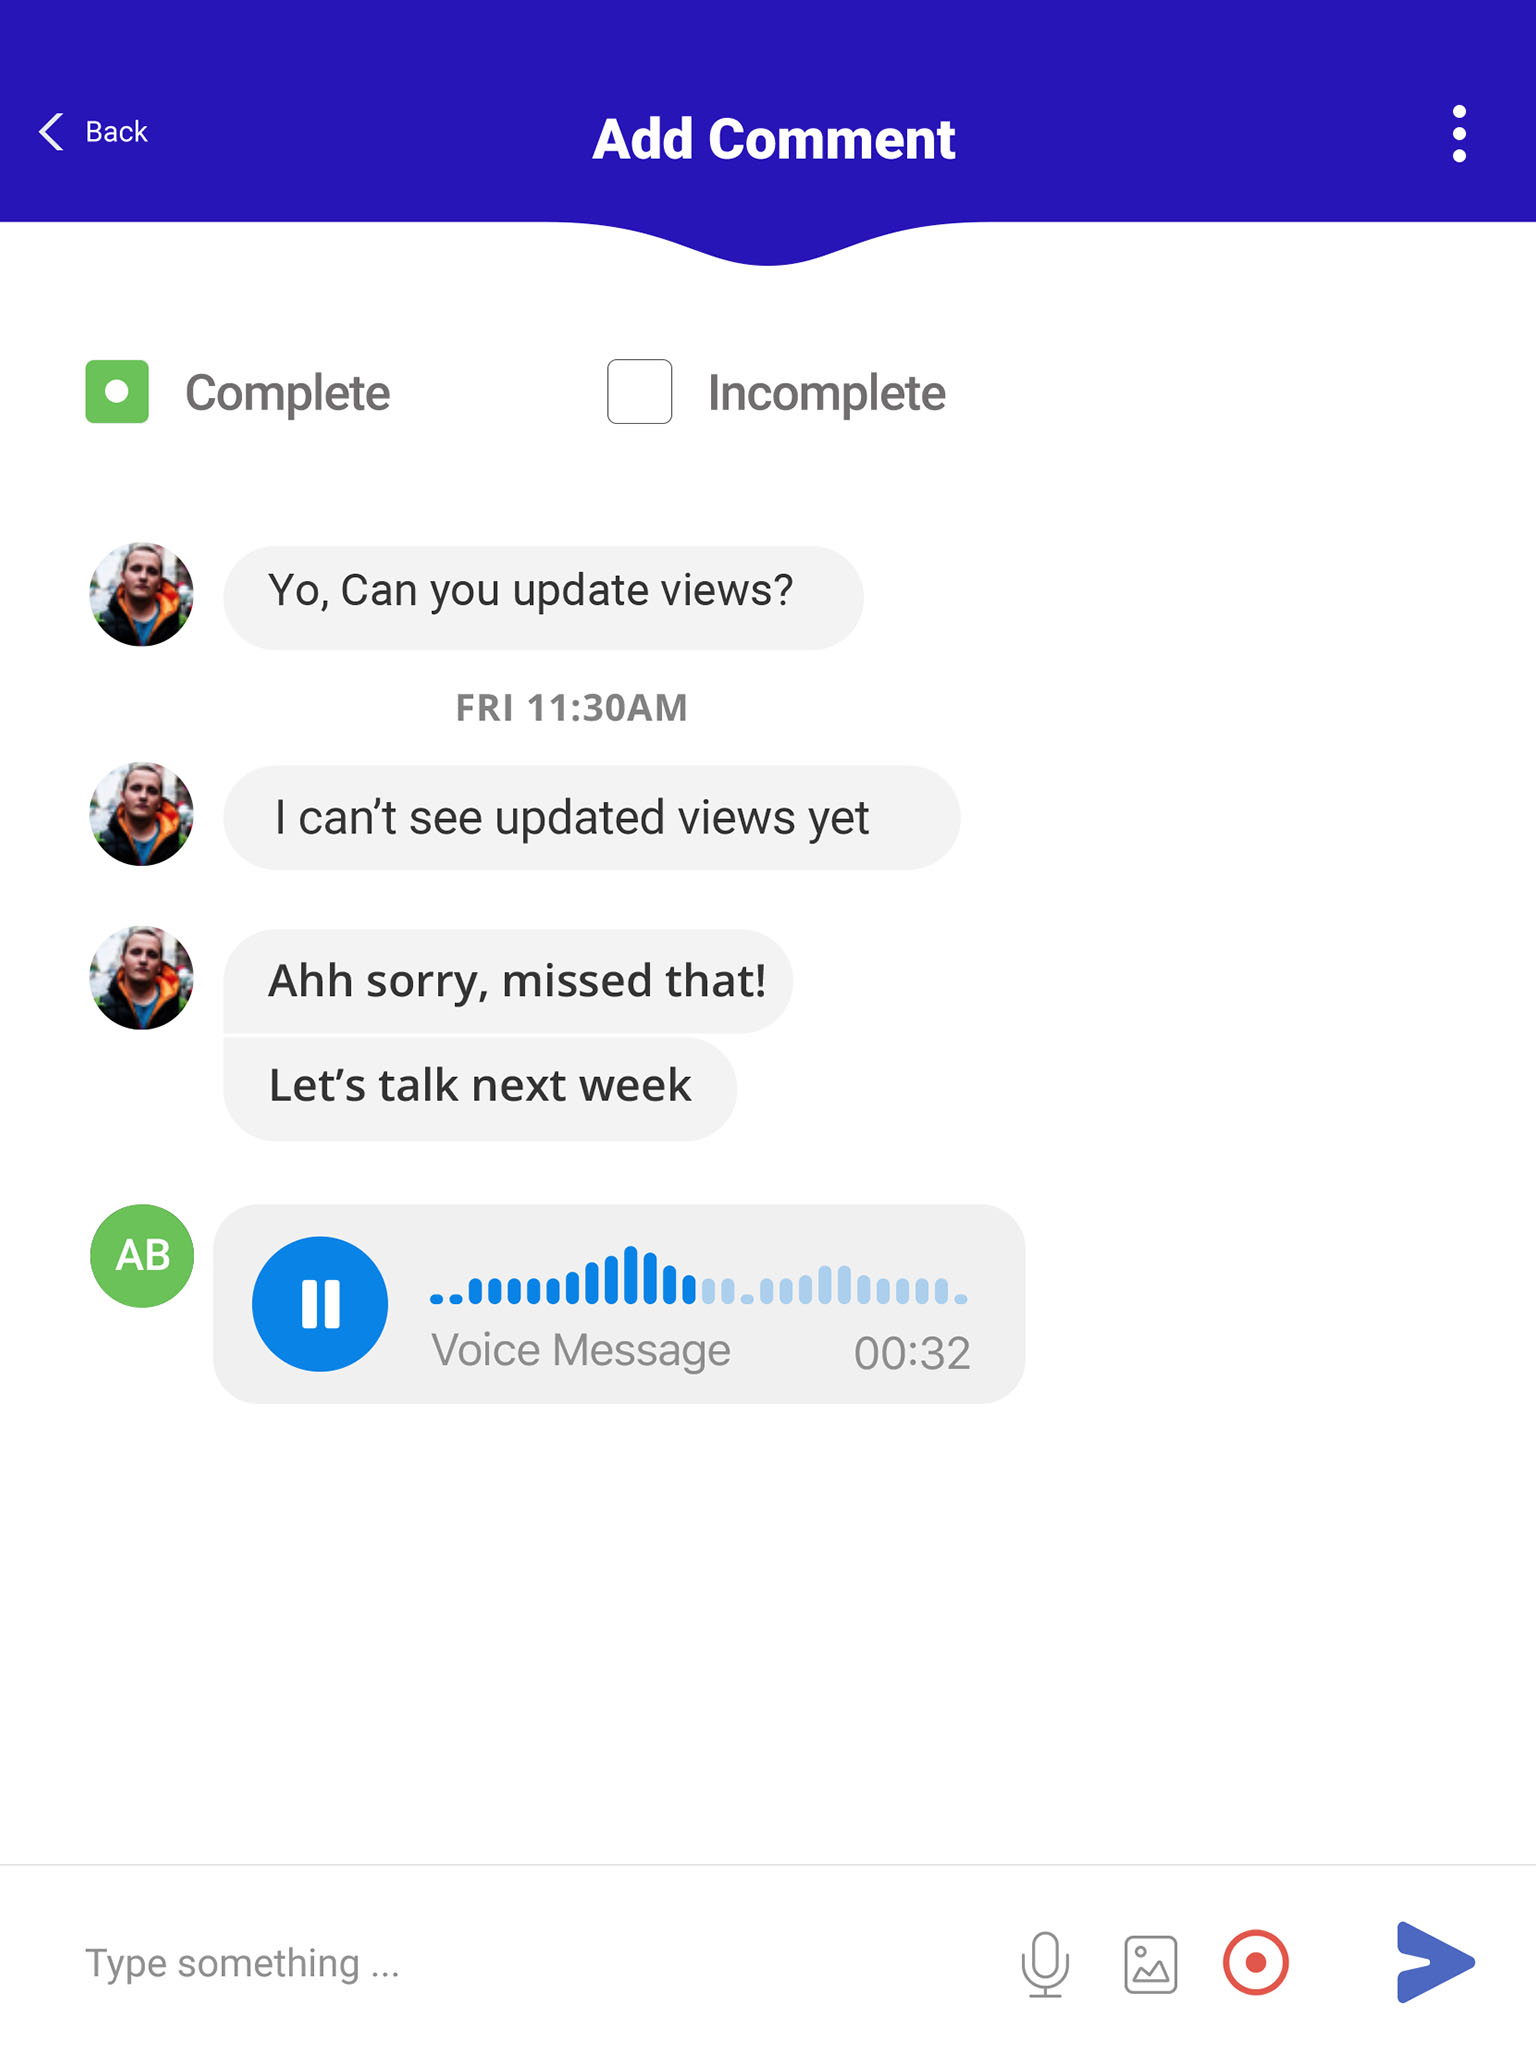 Back
Add Comment
Complete
Incomplete
Yo, Can you update views?
FRI 11:30AM
I can’t see updated views yet
Ahh sorry, missed that!
Let’s talk next week
AB
Voice Message
00:32
Type something ...